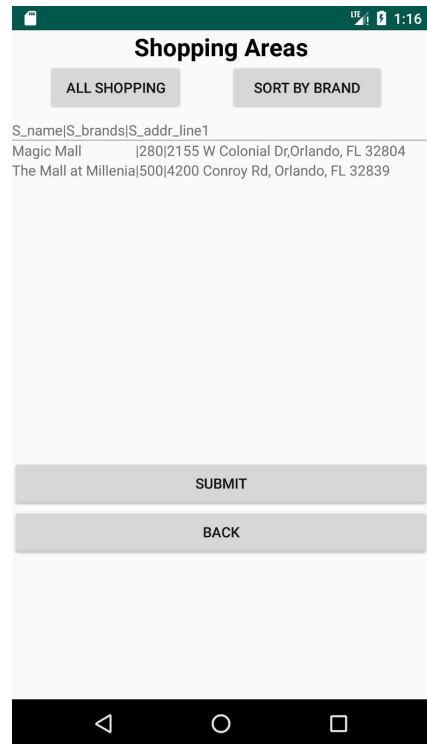 LTE 1:16
Shopping Areas
ALL SHOPPING SORT BY BRAND
S_name|S_brands|S_addr_line1
Magic Mall |280|2155 W Colonial Dr,Orlando, FL 32804
The Mall at Millenia|500|4200 Conroy Rd, Orlando, FL 32839
SUBMIT
BACK